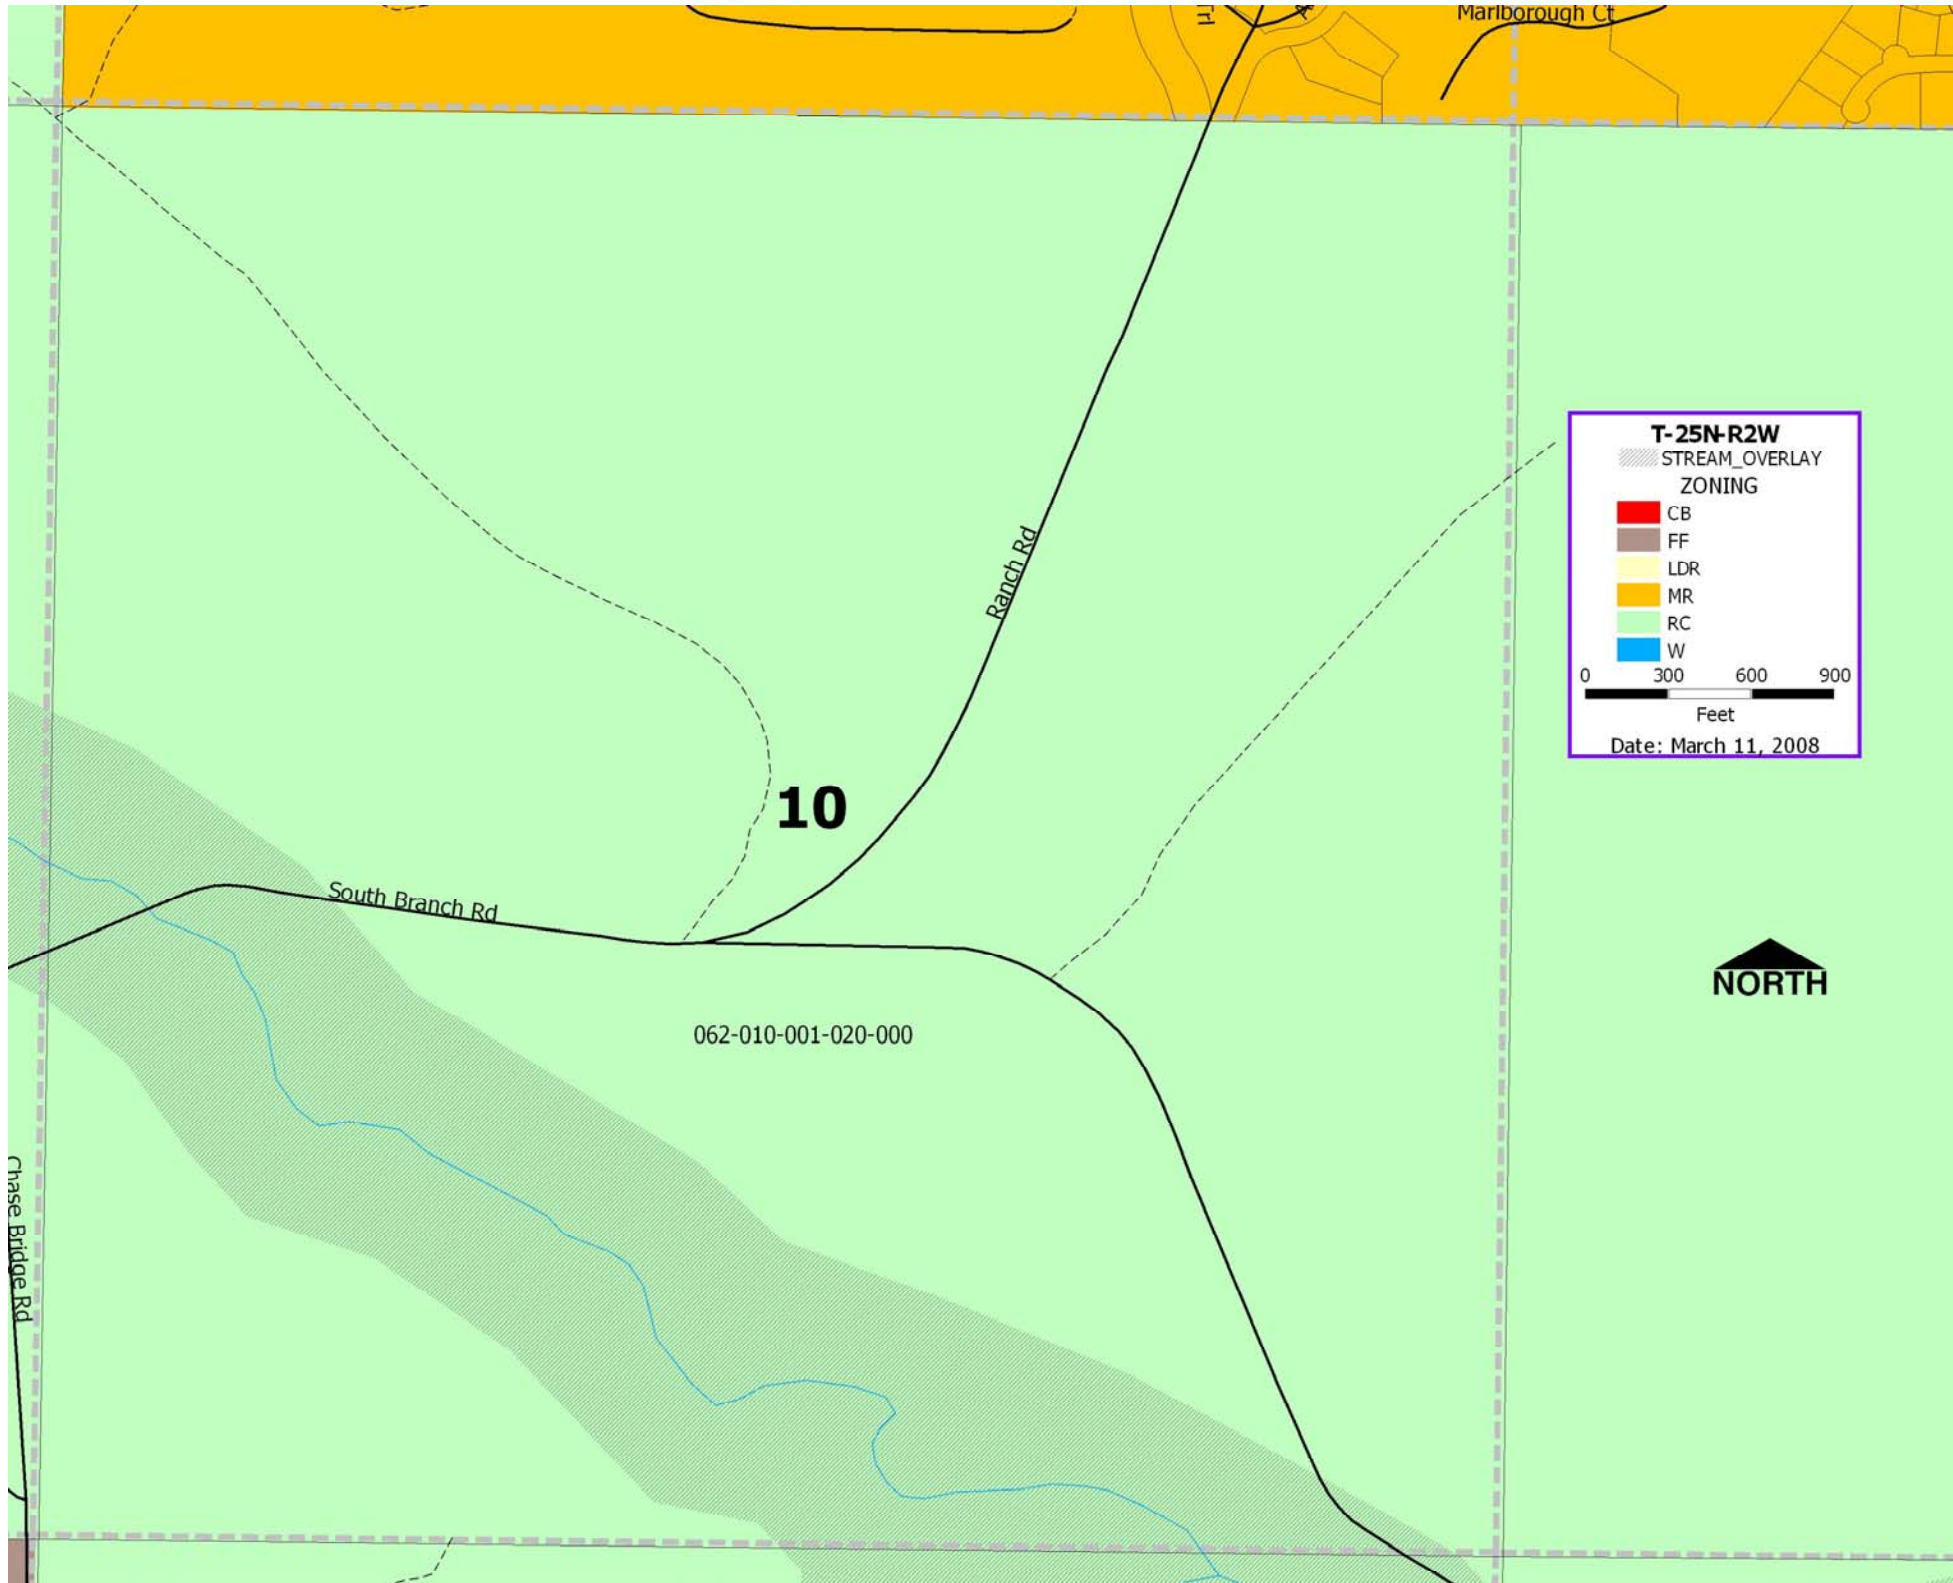 Trl
Marlborough Ct
Ranch Rd
T-25N-R2W
STREAM_OVERLAY
ZONING
CB
FF
LDR
MR
RC
W
0 300 600 900
Feet
Date: March 11, 2008
10
South Branch Rd
NORTH
062-010-001-020-000
Chase Bridge Rd